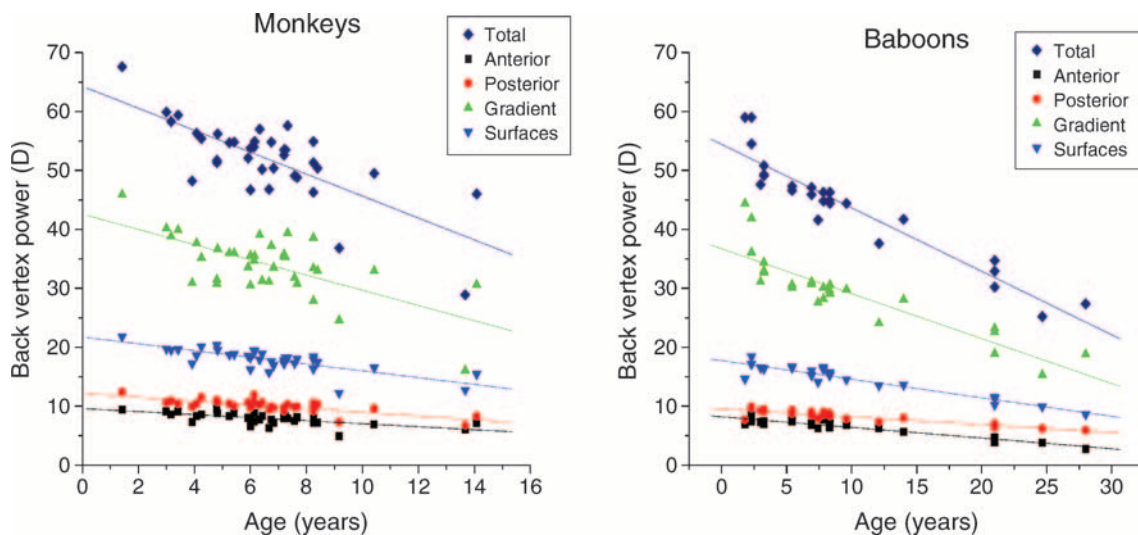 Monkeys
Total
Anterior
Posterior
Gradient
Surfaces
Back vertex power (D)
70
60
50
40
30
20
10
0
0 2 4 6 8 10 12 14 16
Age (years)
Baboons
Total
Anterior
Posterior
Gradient
Surfaces
Back vertex power (D)
70
60
50
40
30
20
10
0
0 5 10 15 20 25 30
Age (years)